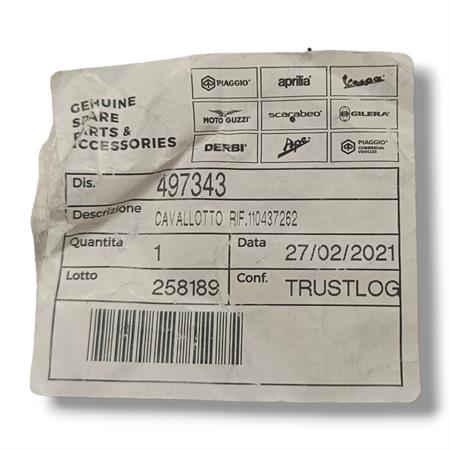 GENUINE
SPARE
PARTS &
ACCESSORIES
PIAGGIO aprilia Vespa
MOTO GUZZI scarabeo GILERA
DERBI Ape PIAGGIO COMMERCIAL VEHICLES
Dis. 497343
Descrizione CAVALLOTTO RIF.110437262
Quantità 1 Data 27/02/2021
Lotto 258189 Conf. TRUSTLOG